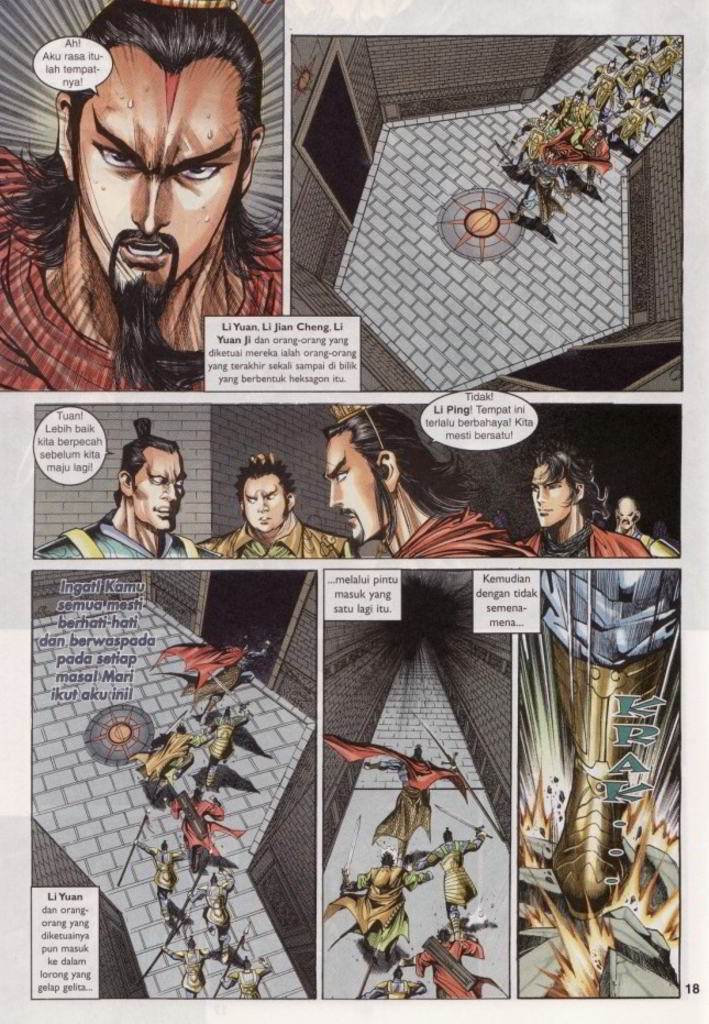 Ah!
Aku rasa itu-
lah tempat-
nya!
Li Yuan, Li Jian Cheng, Li
Yuan Ji dan orang-orang yang
diketuai mereka ialah orang-orang
yang terakhir sekali sampai di bilik
yang berbentuk heksagon itu.
Tuan!
Lebih baik
kita berpecah
sebelum kita
maju lagi!
Tidak!
Li Ping! Tempat ini
terlalu berbahaya! Kita
mesti bersatu!
Ingat! Kamu
semua mesti
berhati-hati
dan berwaspada
pada setiap
masa! Mari
ikut aku ini!
Li Yuan
dan orang-
orang yang
diketuainya
pun masuk
ke dalam
lorong yang
gelap gelita...
...melalui pintu
masuk yang
satu lagi itu.
Kemudian
dengan tidak
semena-
mena...
KRAK...
18